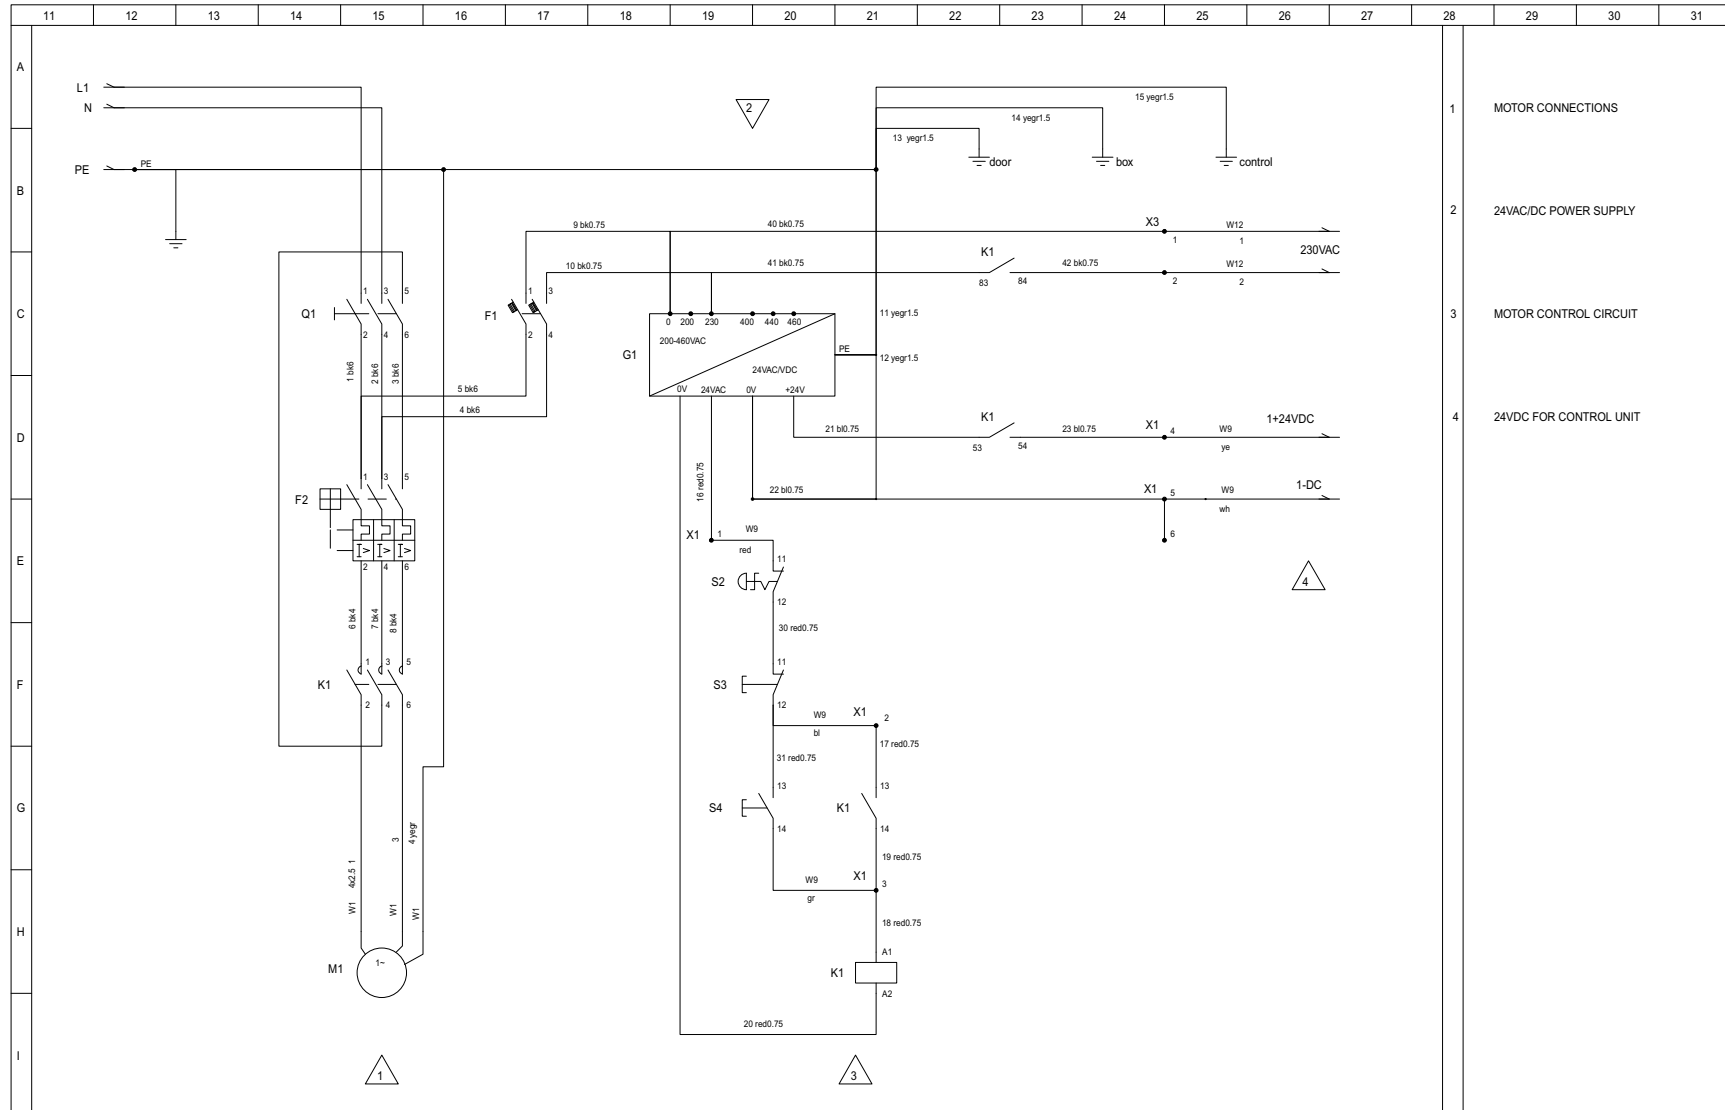 11 12 13 14 15 16 17 18 19 20 21 22 23 24 25 26 27 28 29 30 31
A
L1
15 yegr1.5
N
2
14 yegr1.5
1 MOTOR CONNECTIONS
13 yegr1.5
PE
PE
door
box
control
B
2 24VAC/DC POWER SUPPLY
9 bk0.75
40 bk0.75
X3
W12
1
1
230VAC
10 bk0.75
41 bk0.75
K1
42 bk0.75
W12
83
84
2
2
1 3 5
1 3
C
Q1
F1
0 200 230 400 440 460
11 yegr1.5
3 MOTOR CONTROL CIRCUIT
2 4 6
2 4
200-460VAC
G1
PE
12 yegr1.5
24VAC/VDC
1 bk6
2 bk6
3 bk6
5 bk6
0V 24VAC 0V +24V
4 bk6
D
21 bl0.75
K1
53
54
23 bl0.75
X1
4
W9
ye
1+24VDC
4 24VDC FOR CONTROL UNIT
1 3 5
16 red0.75
F2
22 bl0.75
X1
5
W9
wh
1-DC
X1
1
W9
red
6
I> I> I>
E
2 4 6
11
S2
12
4
6 bk4
7 bk4
8 bk4
30 red0.75
1 3 5
11
F
K1
S3
2 4 6
12
W9
bl
X1
2
17 red0.75
31 red0.75
13
13
G
S4
K1
14
14
3
4 yegr
19 red0.75
4x2.5 1
W9
gr
X1
3
W1
W1
W1
H
18 red0.75
A1
M1
1~
K1
A2
20 red0.75
I
1
3